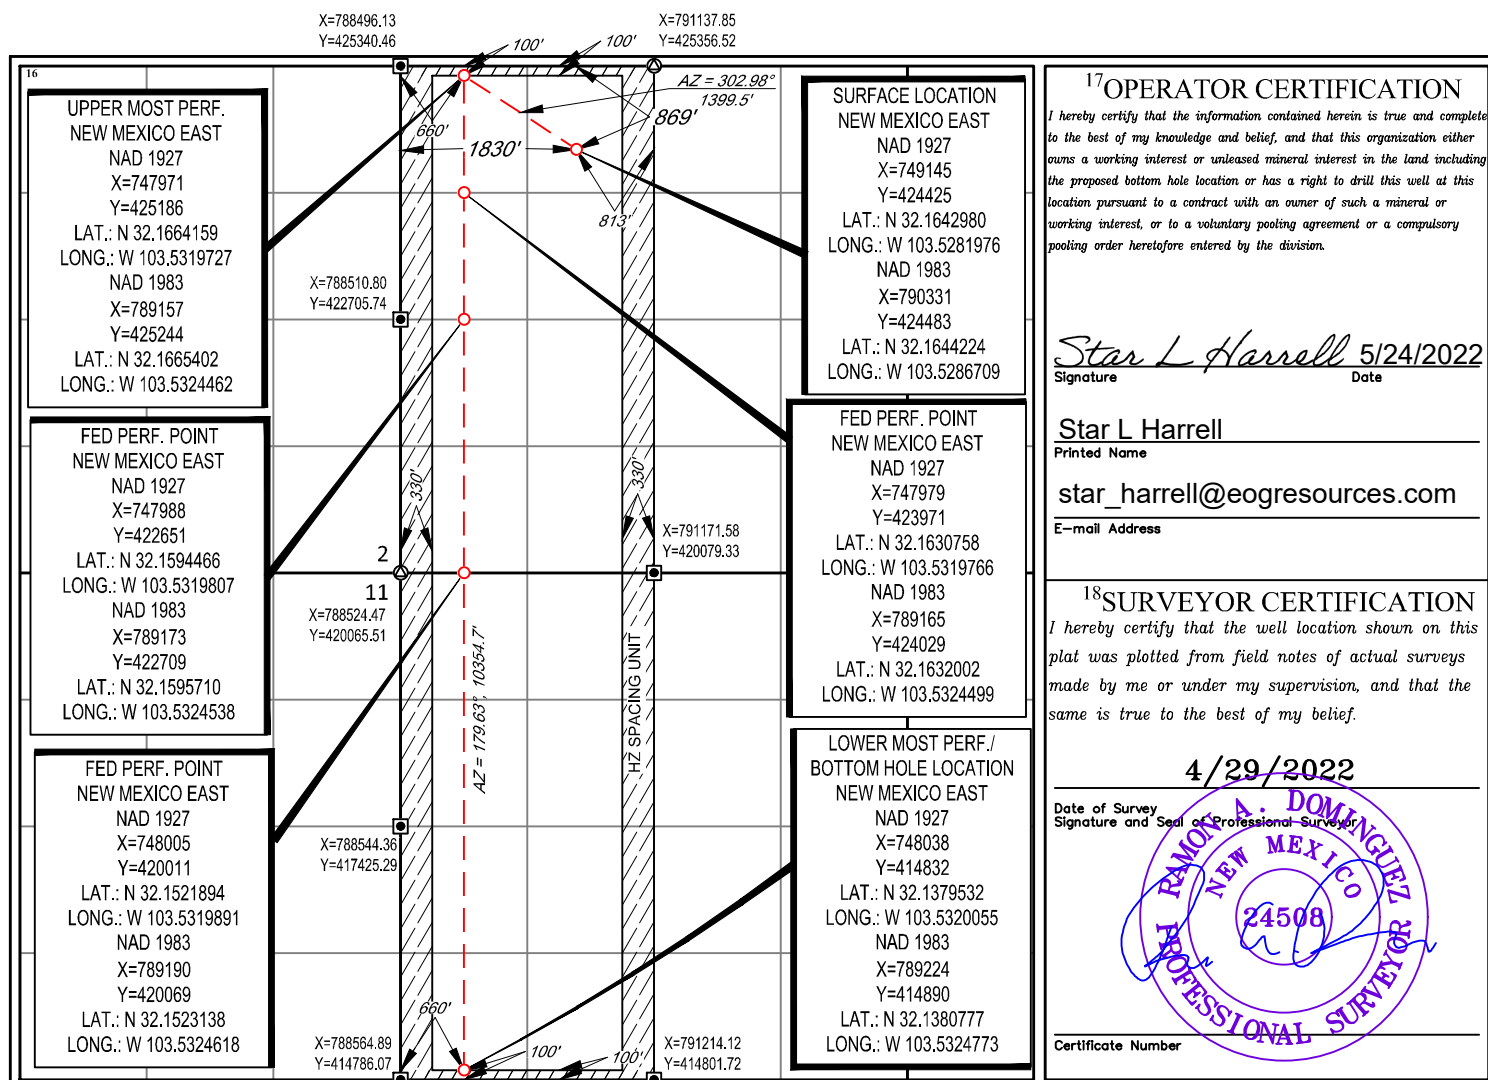 X=788496.13
Y=425340.46
X=791137.85
Y=425356.52
100'
100'
16
AZ = 302.98°
1399.5'
660'
869'
1830'
813'
UPPER MOST PERF.
NEW MEXICO EAST
NAD 1927
X=747971
Y=425186
LAT.: N 32.1664159
LONG.: W 103.5319727
NAD 1983
X=789157
Y=425244
LAT.: N 32.1665402
LONG.: W 103.5324462
SURFACE LOCATION
NEW MEXICO EAST
NAD 1927
X=749145
Y=424425
LAT.: N 32.1642980
LONG.: W 103.5281976
NAD 1983
X=790331
Y=424483
LAT.: N 32.1644224
LONG.: W 103.5286709
X=788510.80
Y=422705.74
FED PERF. POINT
NEW MEXICO EAST
NAD 1927
X=747988
Y=422651
LAT.: N 32.1594466
LONG.: W 103.5319807
NAD 1983
X=789173
Y=422709
LAT.: N 32.1595710
LONG.: W 103.5324538
FED PERF. POINT
NEW MEXICO EAST
NAD 1927
X=747979
Y=423971
LAT.: N 32.1630758
LONG.: W 103.5319766
NAD 1983
X=789165
Y=424029
LAT.: N 32.1632002
LONG.: W 103.5324499
330'
330'
X=791171.58
Y=420079.33
2
11
X=788524.47
Y=420065.51
AZ = 179.63°, 10354.7'
HZ SPACING UNIT
FED PERF. POINT
NEW MEXICO EAST
NAD 1927
X=748005
Y=420011
LAT.: N 32.1521894
LONG.: W 103.5319891
NAD 1983
X=789190
Y=420069
LAT.: N 32.1523138
LONG.: W 103.5324618
LOWER MOST PERF./
BOTTOM HOLE LOCATION
NEW MEXICO EAST
NAD 1927
X=748038
Y=414832
LAT.: N 32.1379532
LONG.: W 103.5320055
NAD 1983
X=789224
Y=414890
LAT.: N 32.1380777
LONG.: W 103.5324773
X=788544.36
Y=417425.29
660'
X=788564.89
Y=414786.07
100'
100'
X=791214.12
Y=414801.72
17OPERATOR CERTIFICATION
I hereby certify that the information contained herein is true and complete
to the best of my knowledge and belief, and that this organization either
owns a working interest or unleased mineral interest in the land including
the proposed bottom hole location or has a right to drill this well at this
location pursuant to a contract with an owner of such a mineral or
working interest, or to a voluntary pooling agreement or a compulsory
pooling order heretofore entered by the division.
Star L Harrell 5/24/2022
Signature Date
Star L Harrell
Printed Name
star_harrell@eogresources.com
E-mail Address
18SURVEYOR CERTIFICATION
I hereby certify that the well location shown on this
plat was plotted from field notes of actual surveys
made by me or under my supervision, and that the
same is true to the best of my belief.
4/29/2022
Date of Survey
Signature and Seal of Professional Surveyor
RAMON A. DOMINGUEZ
NEW MEXICO
24508
PROFESSIONAL SURVEYOR
Certificate Number